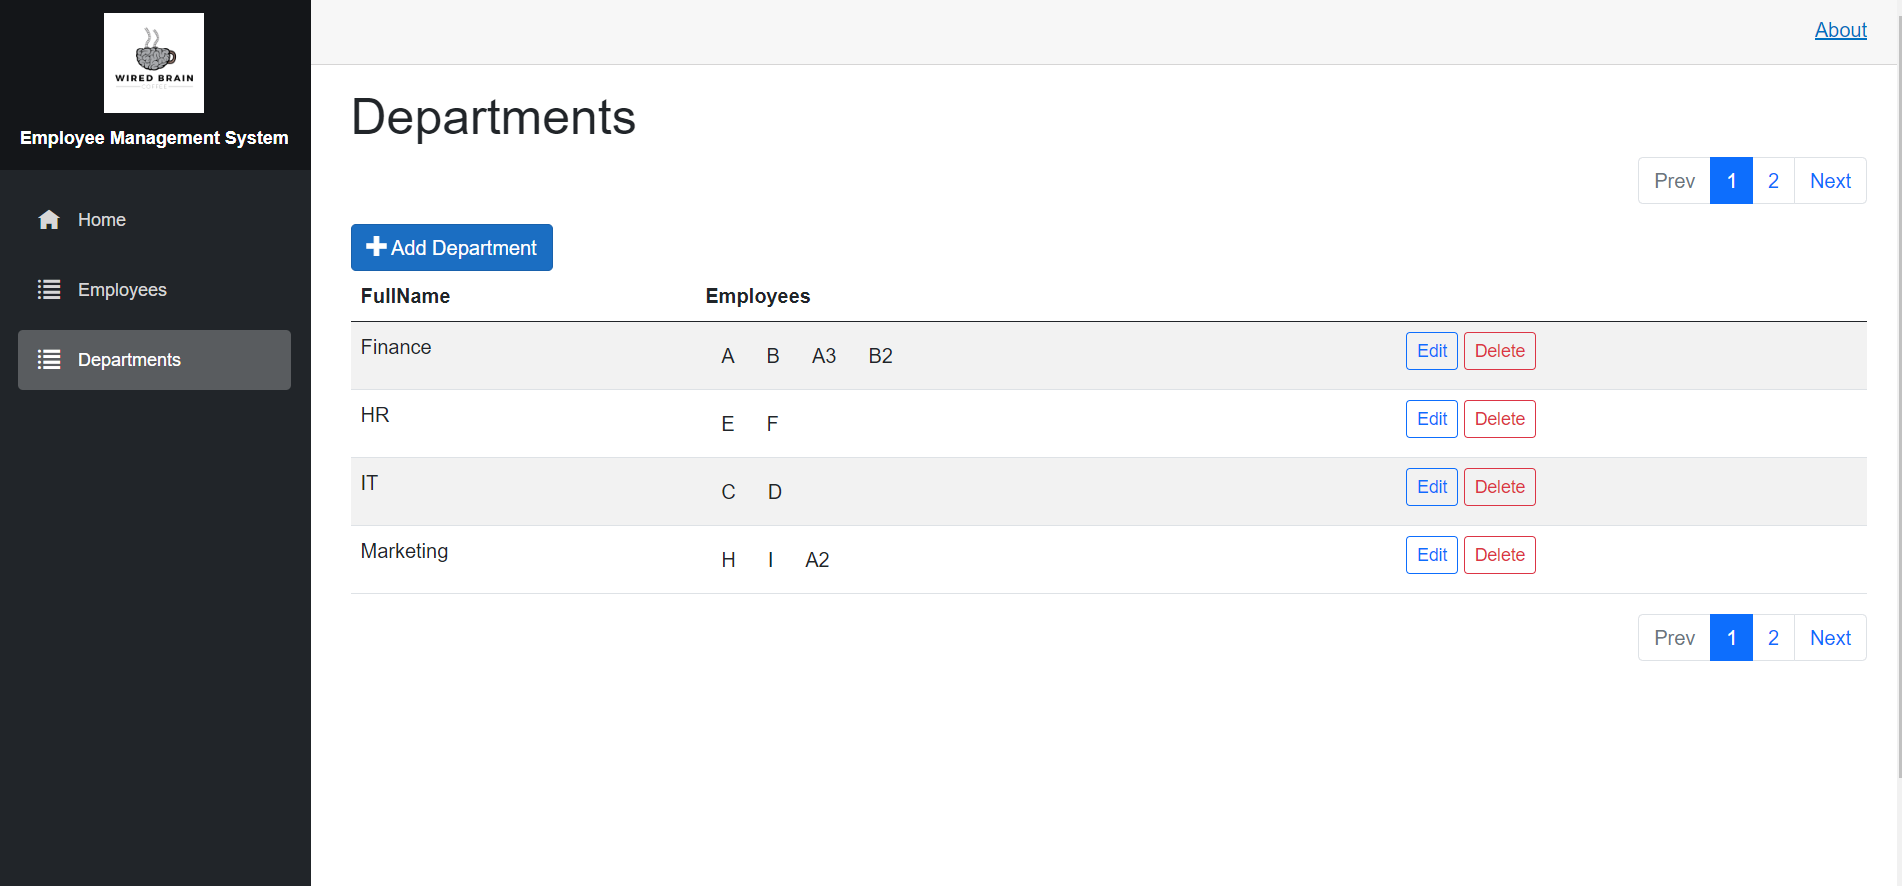 WIRED BRAIN
COFFEE
Employee Management System
Home
Employees
Departments
About
Departments
Prev 1 2 Next
Add Department
FullName Employees
Finance A B A3 B2 Edit Delete
HR E F Edit Delete
IT C D Edit Delete
Marketing H I A2 Edit Delete
Prev 1 2 Next